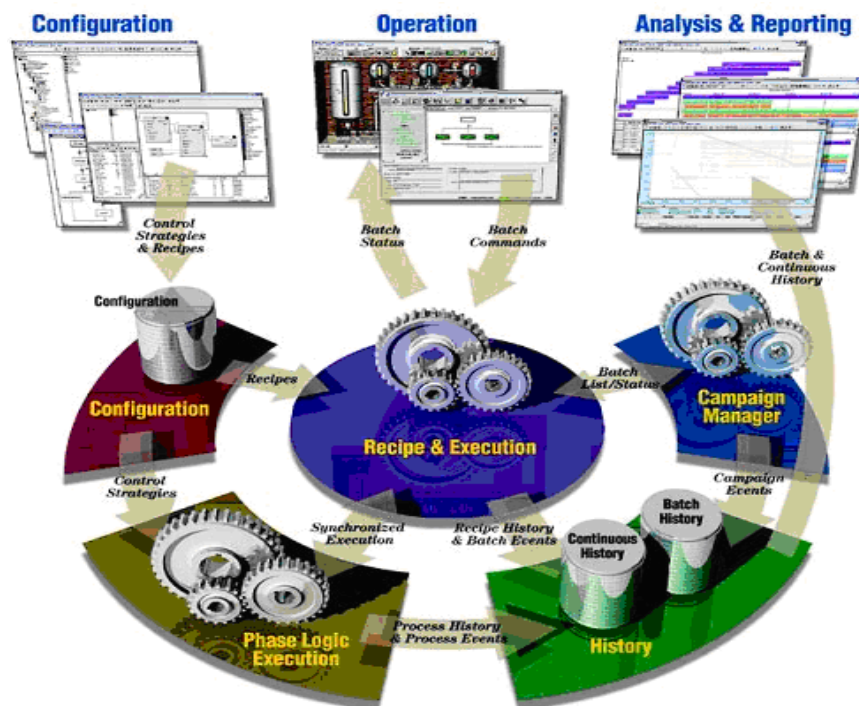 Configuration
Operation
Analysis & Reporting
Control
Strategies
& Recipes
Batch
Status
Batch
Commands
Batch &
Continuous
History
Configuration
Configuration
Recipes
Recipe & Execution
Batch
List/Status
Campaign
Manager
Control
Strategies
Synchronized
Execution
Recipe History
& Batch Events
Campaign
Events
Continuous
History
Batch
History
Phase Logic
Execution
Process History
& Process Events
History